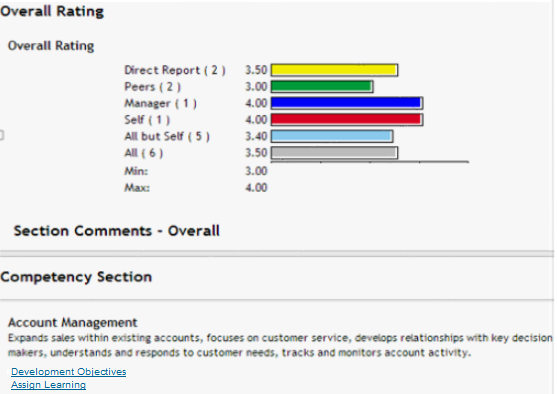 Overall Rating
Overall Rating
Direct Report ( 2 ) 3.50
Peers ( 2 ) 3.00
Manager ( 1 ) 4.00
Self ( 1 ) 4.00
All but Self ( 5 ) 3.40
All ( 6 ) 3.50
Min: 3.00
Max: 4.00
Section Comments - Overall
Competency Section
Account Management
Expands sales within existing accounts, focuses on customer service, develops relationships with key decision
makers, understands and responds to customer needs, tracks and monitors account activity.
Development Objectives
Assign Learning